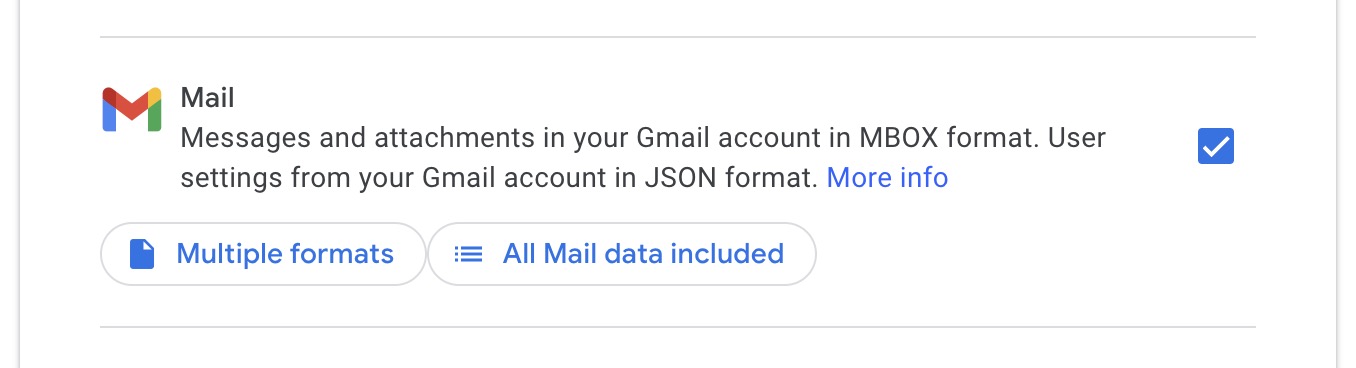 Mail
Messages and attachments in your Gmail account in MBOX format. User
settings from your Gmail account in JSON format. More info
Multiple formats
All Mail data included